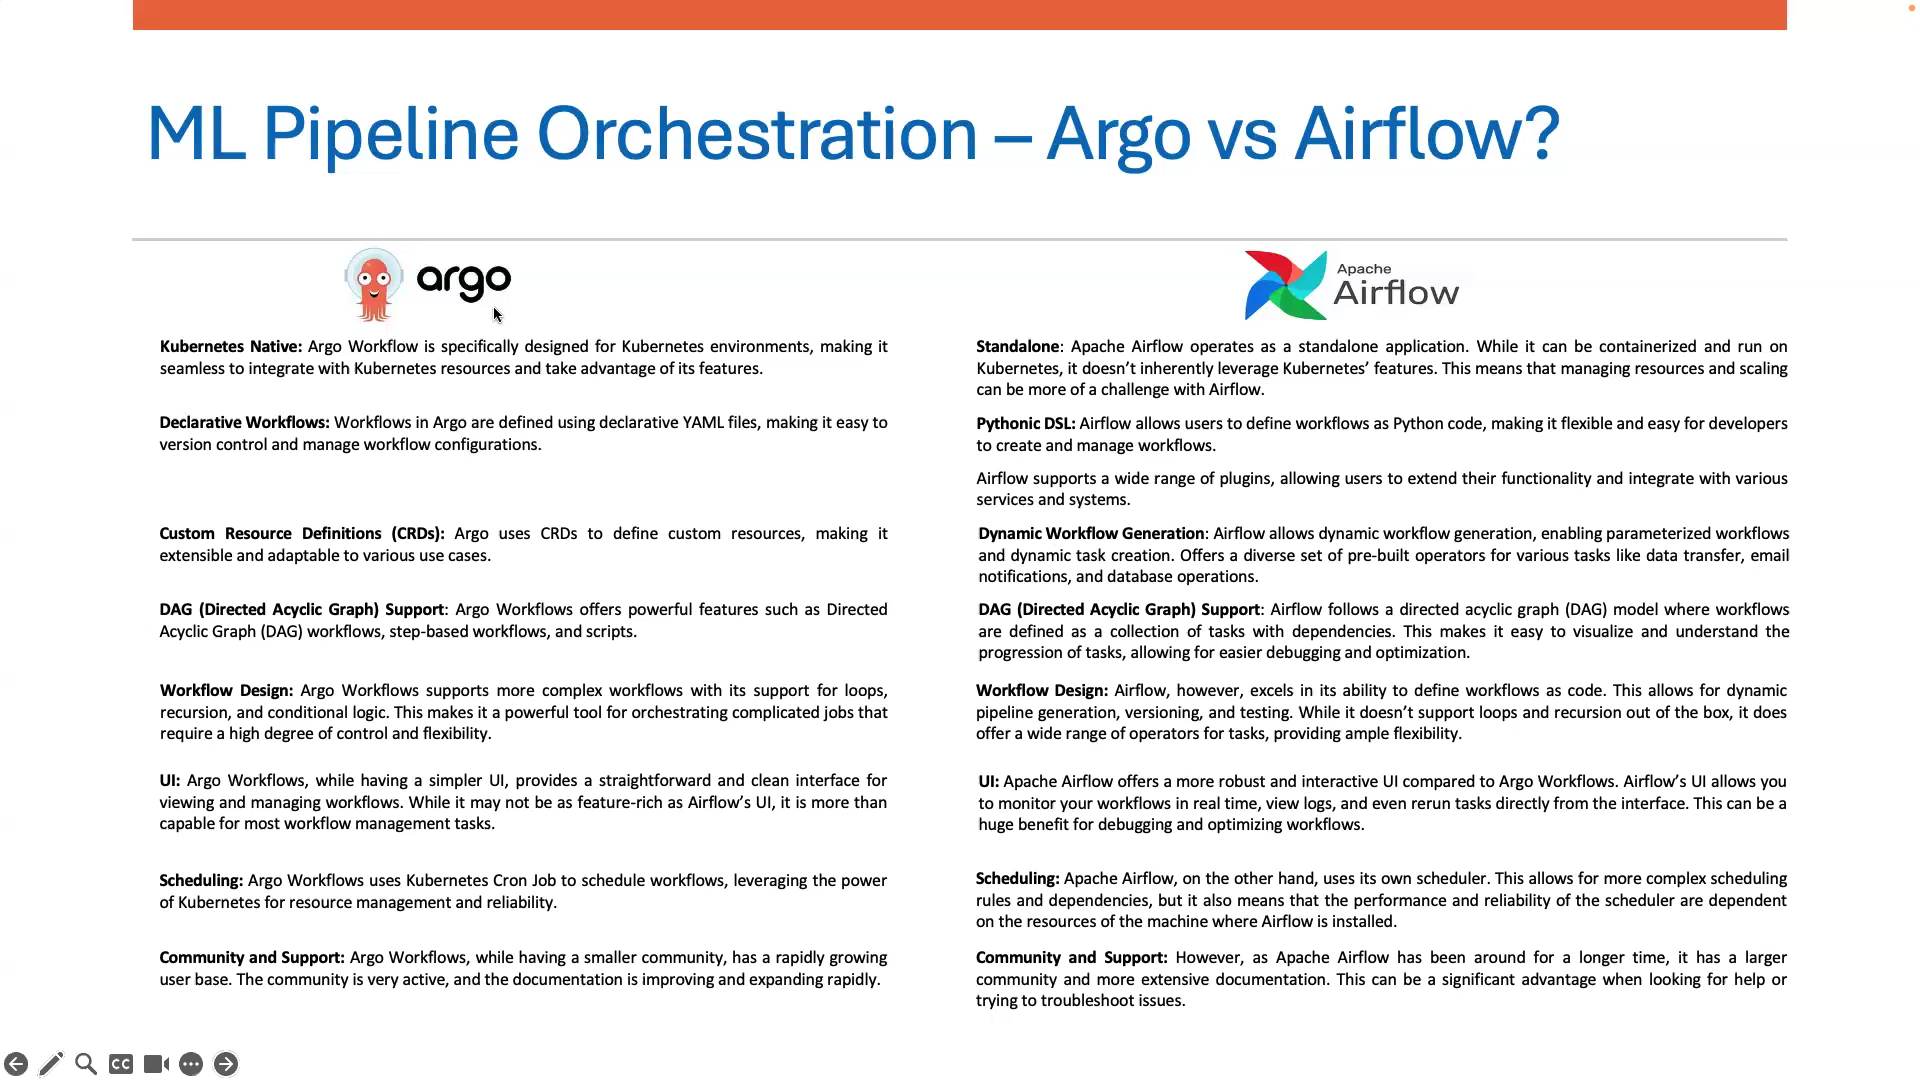 ML Pipeline Orchestration – Argo vs Airflow?
argo
Kubernetes Native: Argo Workflow is specifically designed for Kubernetes environments, making it
seamless to integrate with Kubernetes resources and take advantage of its features.
Declarative Workflows: Workflows in Argo are defined using declarative YAML files, making it easy to
version control and manage workflow configurations.
Custom Resource Definitions (CRDs): Argo uses CRDs to define custom resources, making it
extensible and adaptable to various use cases.
DAG (Directed Acyclic Graph) Support: Argo Workflows offers powerful features such as Directed
Acyclic Graph (DAG) workflows, step-based workflows, and scripts.
Workflow Design: Argo Workflows supports more complex workflows with its support for loops,
recursion, and conditional logic. This makes it a powerful tool for orchestrating complicated jobs that
require a high degree of control and flexibility.
UI: Argo Workflows, while having a simpler UI, provides a straightforward and clean interface for
viewing and managing workflows. While it may not be as feature-rich as Airflow’s UI, it is more than
capable for most workflow management tasks.
Scheduling: Argo Workflows uses Kubernetes Cron Job to schedule workflows, leveraging the power
of Kubernetes for resource management and reliability.
Community and Support: Argo Workflows, while having a smaller community, has a rapidly growing
user base. The community is very active, and the documentation is improving and expanding rapidly.
Apache
Airflow
Standalone: Apache Airflow operates as a standalone application. While it can be containerized and run on
Kubernetes, it doesn’t inherently leverage Kubernetes’ features. This means that managing resources and scaling
can be more of a challenge with Airflow.
Pythonic DSL: Airflow allows users to define workflows as Python code, making it flexible and easy for developers
to create and manage workflows.
Airflow supports a wide range of plugins, allowing users to extend their functionality and integrate with various
services and systems.
Dynamic Workflow Generation: Airflow allows dynamic workflow generation, enabling parameterized workflows
and dynamic task creation. Offers a diverse set of pre-built operators for various tasks like data transfer, email
notifications, and database operations.
DAG (Directed Acyclic Graph) Support: Airflow follows a directed acyclic graph (DAG) model where workflows
are defined as a collection of tasks with dependencies. This makes it easy to visualize and understand the
progression of tasks, allowing for easier debugging and optimization.
Workflow Design: Airflow, however, excels in its ability to define workflows as code. This allows for dynamic
pipeline generation, versioning, and testing. While it doesn’t support loops and recursion out of the box, it does
offer a wide range of operators for tasks, providing ample flexibility.
UI: Apache Airflow offers a more robust and interactive UI compared to Argo Workflows. Airflow’s UI allows you
to monitor your workflows in real time, view logs, and even rerun tasks directly from the interface. This can be a
huge benefit for debugging and optimizing workflows.
Scheduling: Apache Airflow, on the other hand, uses its own scheduler. This allows for more complex scheduling
rules and dependencies, but it also means that the performance and reliability of the scheduler are dependent
on the resources of the machine where Airflow is installed.
Community and Support: However, as Apache Airflow has been around for a longer time, it has a larger
community and more extensive documentation. This can be a significant advantage when looking for help or
trying to troubleshoot issues.
CC